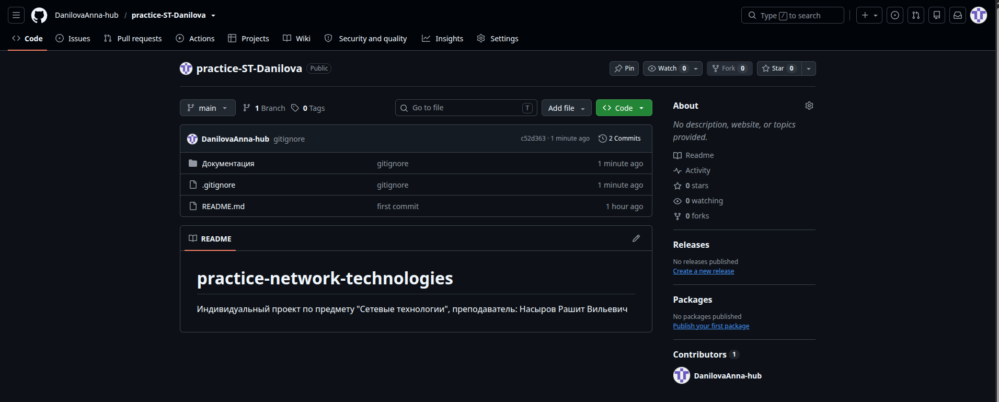 DanilovaAnna-hub / practice-ST-Danilova
Type / to search
Code Issues Pull requests Actions Projects Wiki Security and quality Insights Settings
practice-ST-Danilova Public
Pin Watch 0 Fork 0 Star 0
main 1 Branch 0 Tags Go to file T Add file Code
DanilovaAnna-hub gitignore c52d363 · 1 minute ago 2 Commits
Документация gitignore 1 minute ago
.gitignore gitignore 1 minute ago
README.md first commit 1 hour ago
README
practice-network-technologies
Индивидуальный проект по предмету "Сетевые технологии", преподаватель: Насыров Рашит Вильевич
About
No description, website, or topics
provided.
Readme
Activity
0 stars
0 watching
0 forks
Releases
No releases published
Create a new release
Packages
No packages published
Publish your first package
Contributors 1
DanilovaAnna-hub